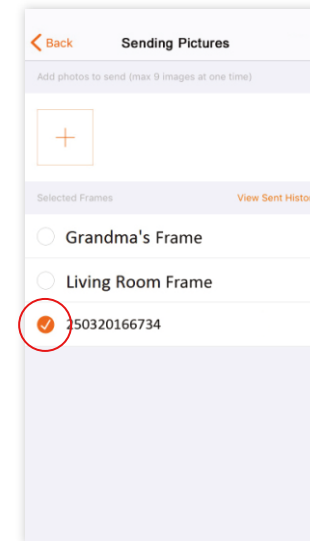 Back Sending Pictures
Add photos to send (max 9 images at one time)
Selected Frames View Sent Histo
Grandma's Frame
Living Room Frame
250320166734